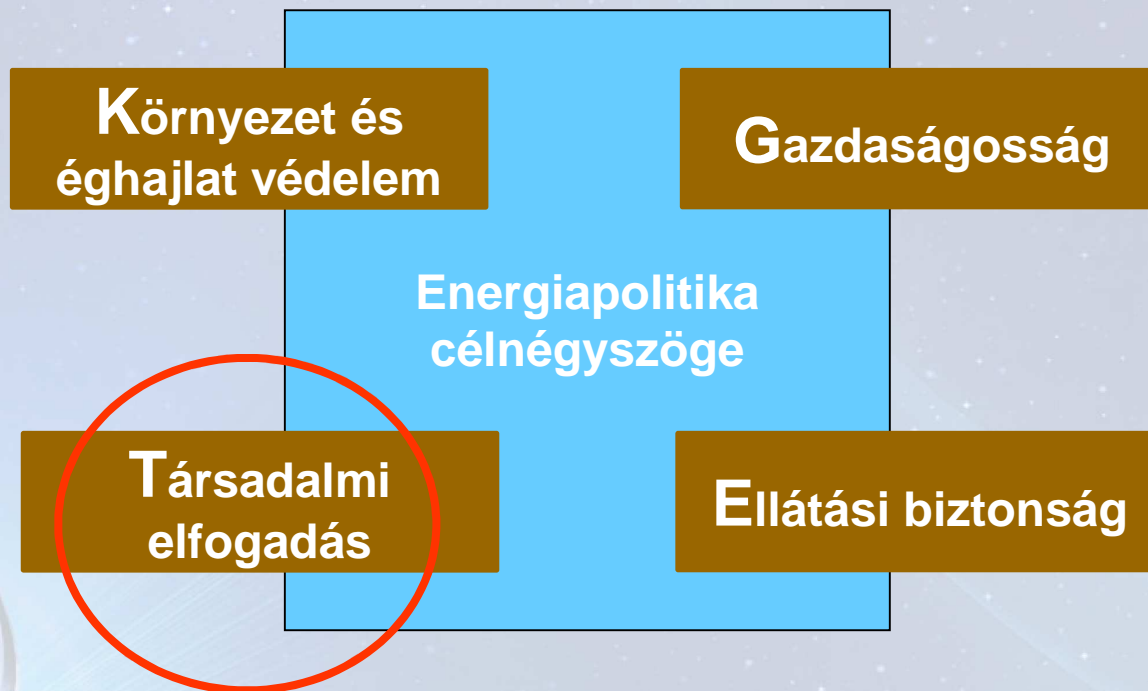 Környezet és
éghajlat védelem
Gazdaságosság
Energiapolitika
célnégyszöge
Társadalmi
elfogadás
Ellátási biztonság